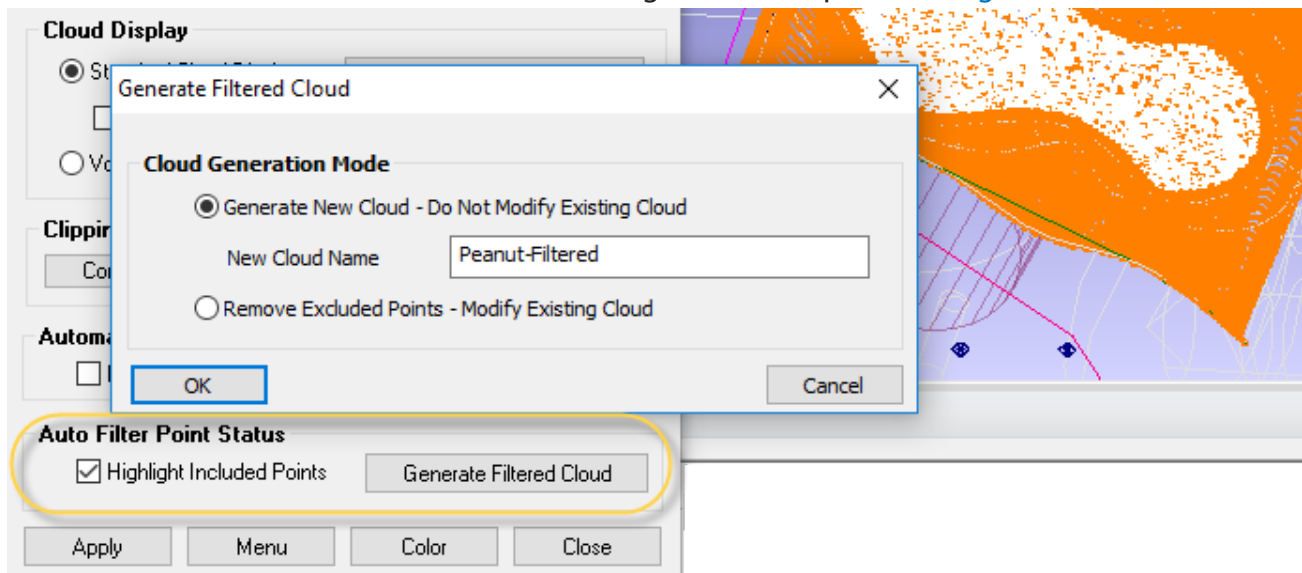 Cloud Display
Generate Filtered Cloud
Cloud Generation Mode
Generate New Cloud - Do Not Modify Existing Cloud
New Cloud Name Peanut-Filtered
Remove Excluded Points - Modify Existing Cloud
OK Cancel
Auto Filter Point Status
Highlight Included Points Generate Filtered Cloud
Apply Menu Color Close